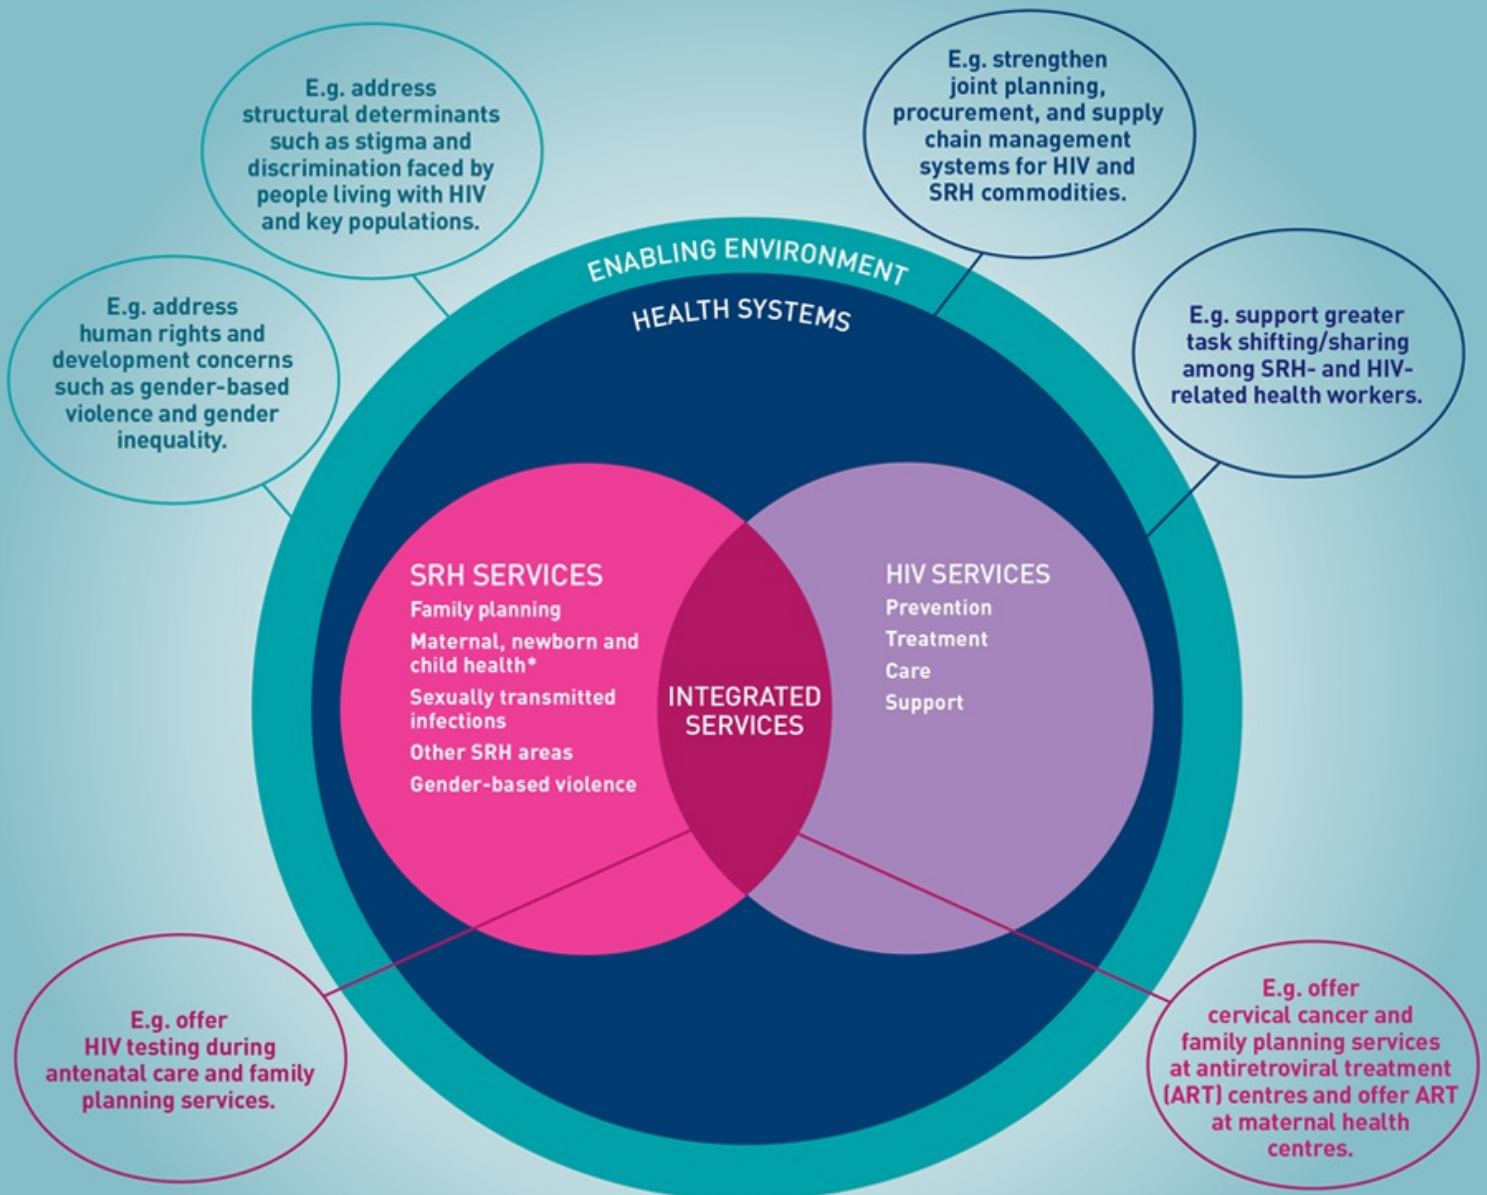 E.g. address
structural determinants
such as stigma and
discrimination faced by
people living with HIV
and key populations.
E.g. strengthen
joint planning,
procurement, and supply
chain management
systems for HIV and
SRH commodities.
E.g. address
human rights and
development concerns
such as gender-based
violence and gender
inequality.
E.g. support greater
task shifting/sharing
among SRH- and HIV-
related health workers.
ENABLING ENVIRONMENT
HEALTH SYSTEMS
SRH SERVICES
Family planning
Maternal, newborn and
child health*
Sexually transmitted
infections
Other SRH areas
Gender-based violence
INTEGRATED
SERVICES
HIV SERVICES
Prevention
Treatment
Care
Support
E.g. offer
HIV testing during
antenatal care and family
planning services.
E.g. offer
cervical cancer and
family planning services
at antiretroviral treatment
(ART) centres and offer ART
at maternal health
centres.